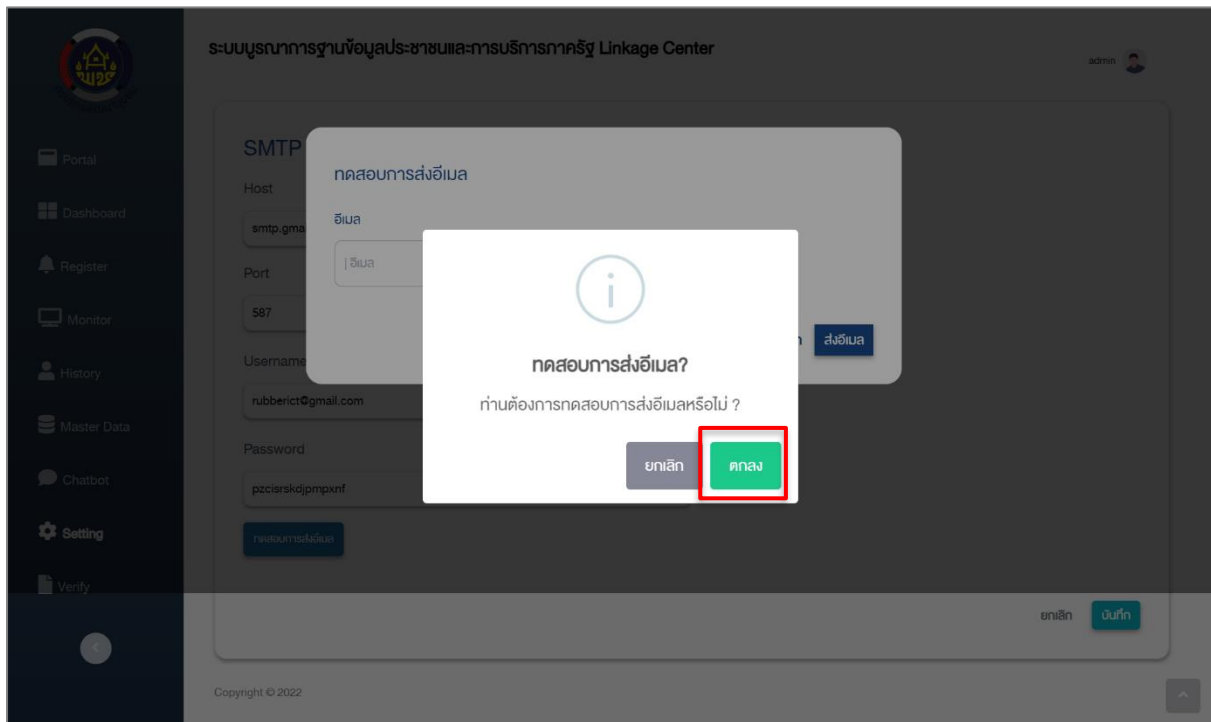 ระบบบูรณาการฐานข้อมูลประชาชนและการบริการภาครัฐ Linkage Center
admin
พม25
Portal
Dashboard
Register
Monitor
History
Master Data
Chatbot
Setting
Verify
SMTP
Host
smtp.gma
Port
587
Username
rubberict@gmail.com
Password
pzcisrskdjpmpxnf
ทดสอบการส่งอีเมล
ทดสอบการส่งอีเมล
อีเมล
อีเมล
ส่งอีเมล
ทดสอบการส่งอีเมล?
ท่านต้องการทดสอบการส่งอีเมลหรือไม่ ?
ยกเลิก ตกลง
ยกเลิก บันทึก
Copyright © 2022